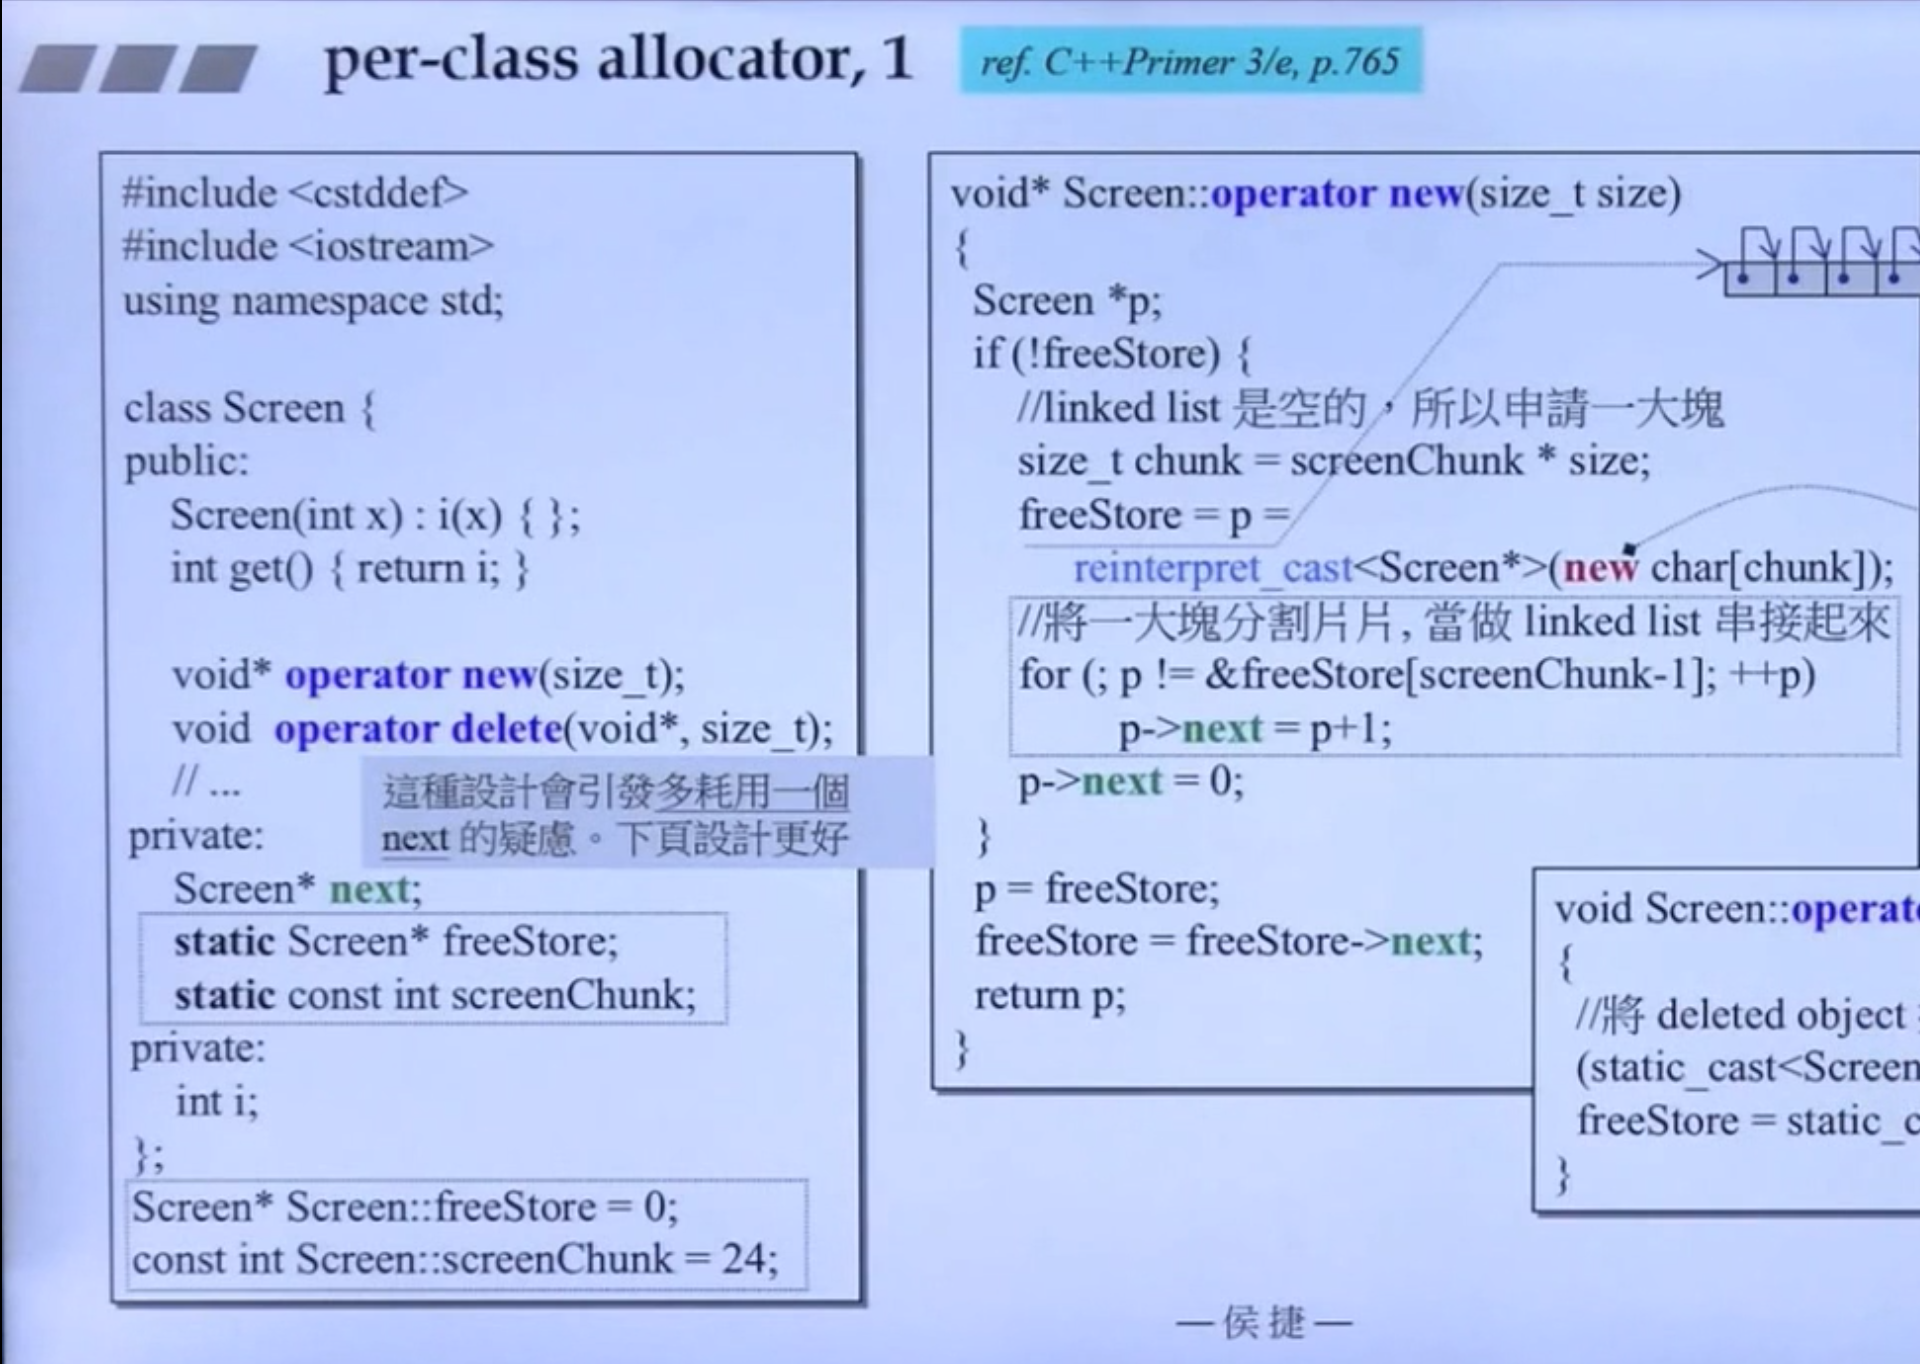 per-class allocator, 1
ref. C++Primer 3/e, p.765
#include <cstddef>
#include <iostream>
using namespace std;
class Screen {
public:
Screen(int x) : i(x) { };
int get() { return i; }
void* operator new(size_t);
void operator delete(void*, size_t);
// ...
這種設計會引發多耗用一個
next 的疑慮。下頁設計更好
private:
Screen* next;
static Screen* freeStore;
static const int screenChunk;
private:
int i;
};
Screen* Screen::freeStore = 0;
const int Screen::screenChunk = 24;
void* Screen::operator new(size_t size)
{
Screen *p;
if (!freeStore) {
//linked list 是空的，所以申請一大塊
size_t chunk = screenChunk * size;
freeStore = p =
reinterpret_cast<Screen*>(new char[chunk]);
//將一大塊分割片片, 當做 linked list 串接起來
for (; p != &freeStore[screenChunk-1]; ++p)
p->next = p+1;
p->next = 0;
}
p = freeStore;
freeStore = freeStore->next;
return p;
}
void Screen::operat
{
//將 deleted object
(static_cast<Screen
freeStore = static_c
}
—侯捷—